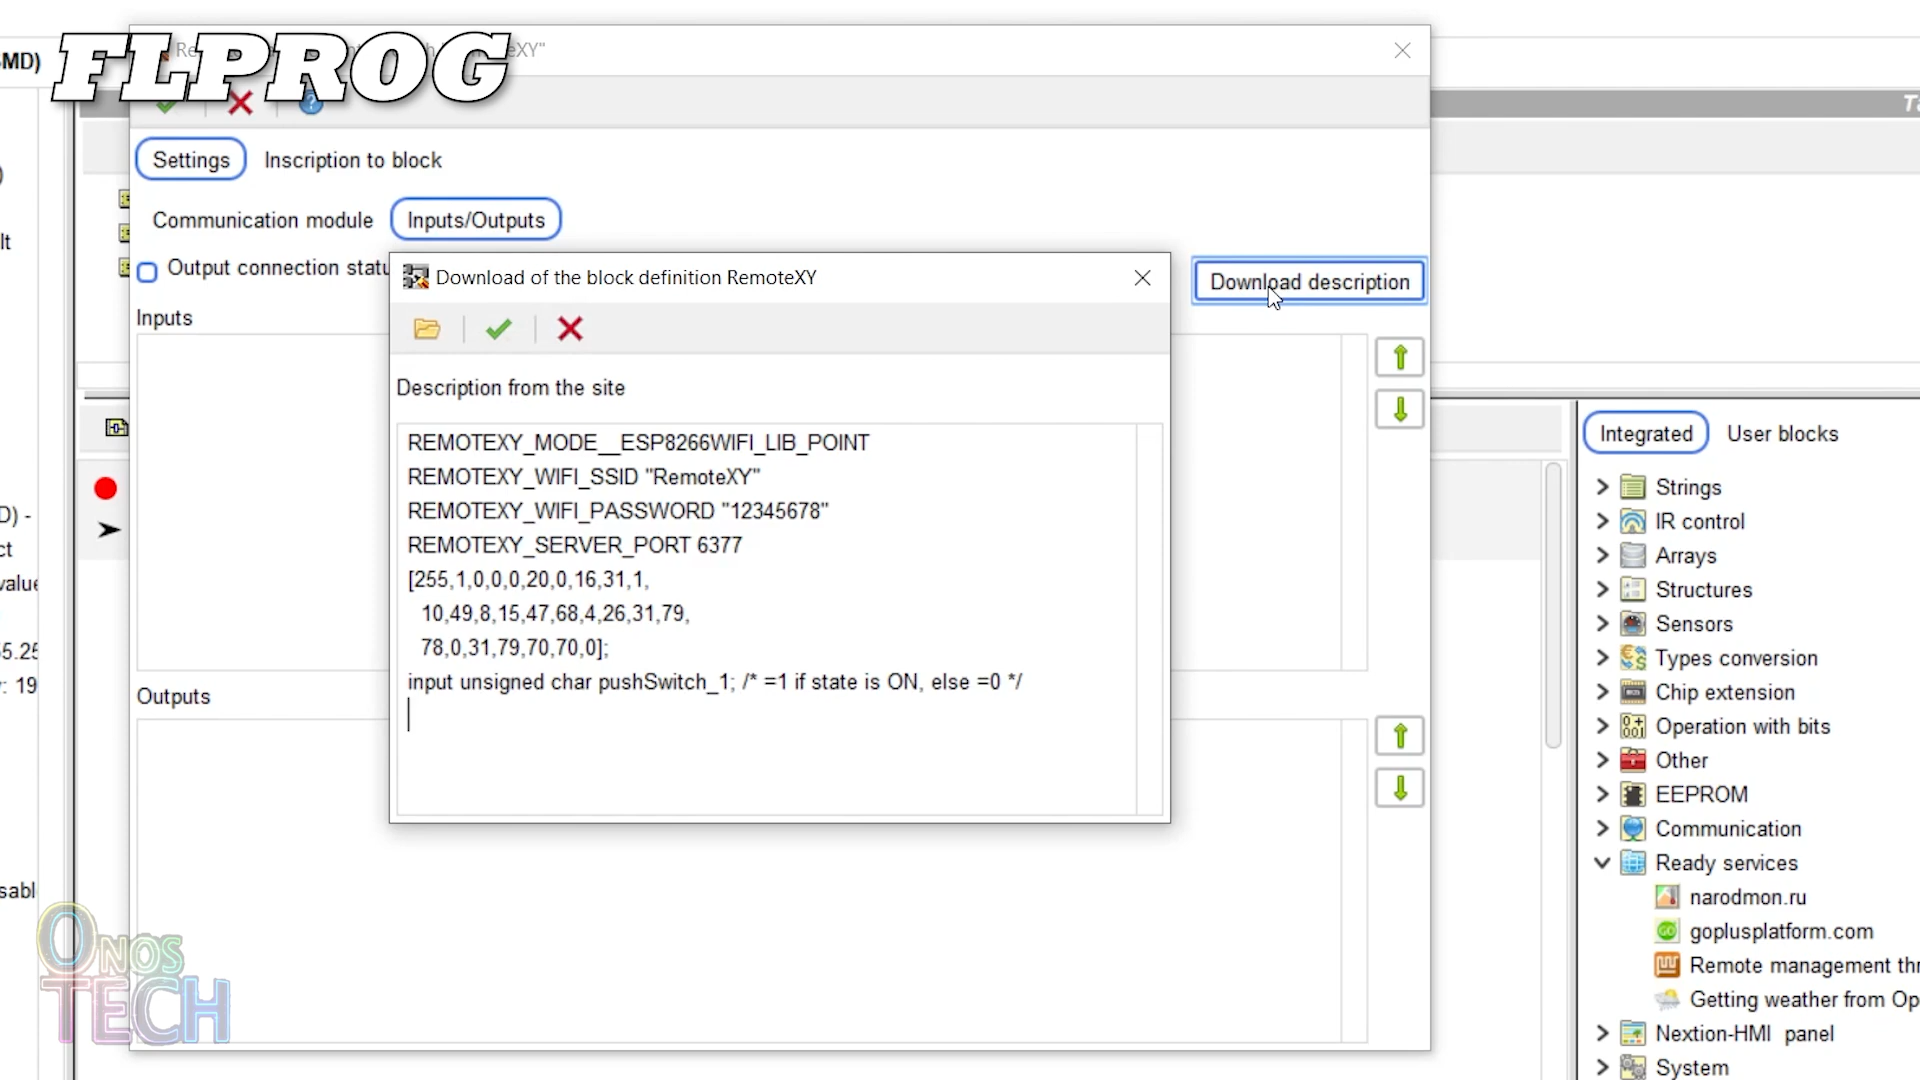 FLPROG
SMD)
Settings
Inscription to block
Communication module
Inputs/Outputs
Output connection statu
Download description
Inputs
Download of the block definition RemoteXY
Description from the site
REMOTEXY_MODE__ESP8266WIFI_LIB_POINT
REMOTEXY_WIFI_SSID "RemoteXY"
REMOTEXY_WIFI_PASSWORD "12345678"
REMOTEXY_SERVER_PORT 6377
[255,1,0,0,0,20,0,16,31,1,
10,49,8,15,47,68,4,26,31,79,
78,0,31,79,70,70,0];
input unsigned char pushSwitch_1; /* =1 if state is ON, else =0 */
Outputs
Integrated
User blocks
Strings
IR control
Arrays
Structures
Sensors
Types conversion
Chip extension
Operation with bits
Other
EEPROM
Communication
Ready services
narodmon.ru
goplusplatform.com
Remote management thr
Getting weather from Op
Nextion-HMI panel
System
ONOS
TECH